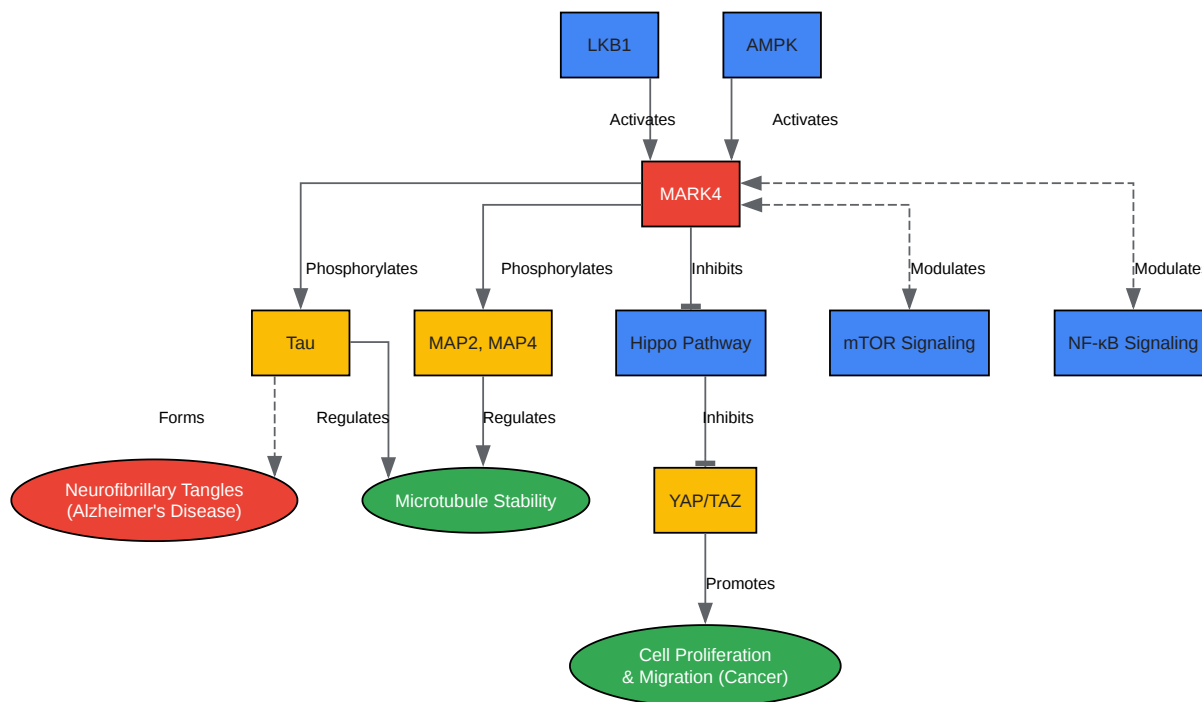 LKB1
AMPK
Activates
Activates
MARK4
Phosphorylates
Phosphorylates
Inhibits
Modulates
Modulate
Tau
MAP2, MAP4
Hippo Pathway
mTOR Signaling
NF-κB Signaling
Forms
Regulates
Regulates
Inhibits
Neurofibrillary Tangles
(Alzheimer's Disease)
Microtubule Stability
YAP/TAZ
Promotes
Cell Proliferation
& Migration (Cancer)